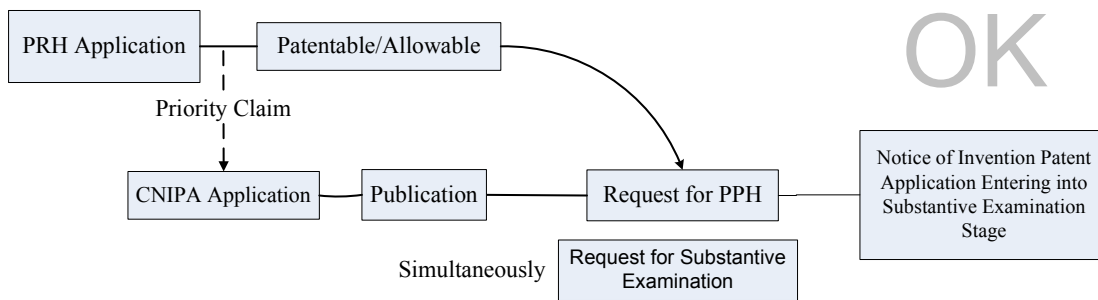 OK
PRH Application
Patentable/Allowable
Priority Claim
CNIPA Application
Publication
Request for PPH
Notice of Invention Patent
Application Entering into
Substantive Examination
Stage
Simultaneously
Request for Substantive
Examination